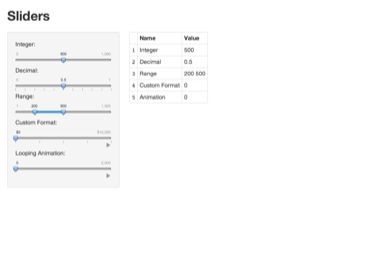 Sliders
Integer:
0 500 1,000
Decimal:
0 0.5 1
Range:
1 200 500 1,000
Custom Format:
$0 $10,000
Looping Animation:
0 2,000
Name Value
1 Integer 500
2 Decimal 0.5
3 Range 200 500
4 Custom Format 0
5 Animation 0